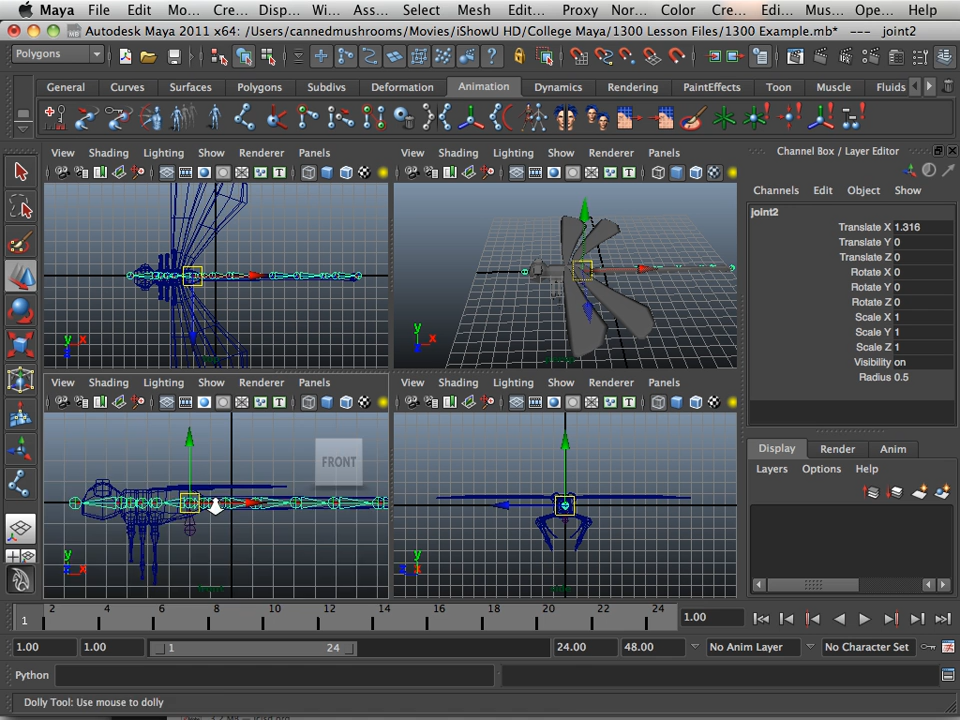 Maya File Edit Mo... Cre... Disp... Wi... Ass... Select Mesh Edit... Proxy Nor... Color Cre... Edi... Mus... Ope... Help
Autodesk Maya 2011 x64: /Users/cannedmushrooms/Movies/iShowU HD/College Maya/1300 Lesson Files/1300 Example.mb* --- joint2
Polygons
General Curves Surfaces Polygons Subdivs Deformation Animation Dynamics Rendering PaintEffects Toon Muscle Fluids
View Shading Lighting Show Renderer Panels
View Shading Lighting Show Renderer Panels
Channel Box / Layer Editor
Channels Edit Object Show
joint2
Translate X 1.316
Translate Y 0
Translate Z 0
Rotate X 0
Rotate Y 0
Rotate Z 0
Scale X 1
Scale Y 1
Scale Z 1
Visibility on
Radius 0.5
y x
y x
View Shading Lighting Show Renderer Panels
View Shading Lighting Show Renderer Panels
FRONT
y x
y
Display Render Anim
Layers Options Help
1 2 4 6 8 10 12 14 16 18 20 22 24 1.00
1.00 1.00 1 24 24.00 48.00 No Anim Layer No Character Set
Python
Dolly Tool: Use mouse to dolly